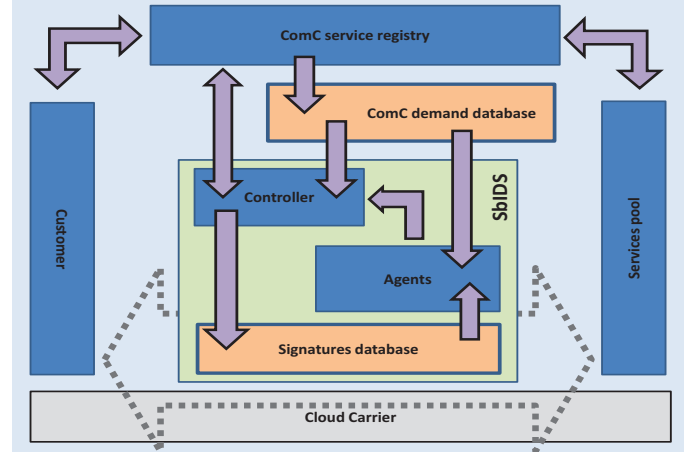 ComC service registry
ComC demand database
SbIDS
Controller
Customer
Services pool
Agents
Signatures database
Cloud Carrier